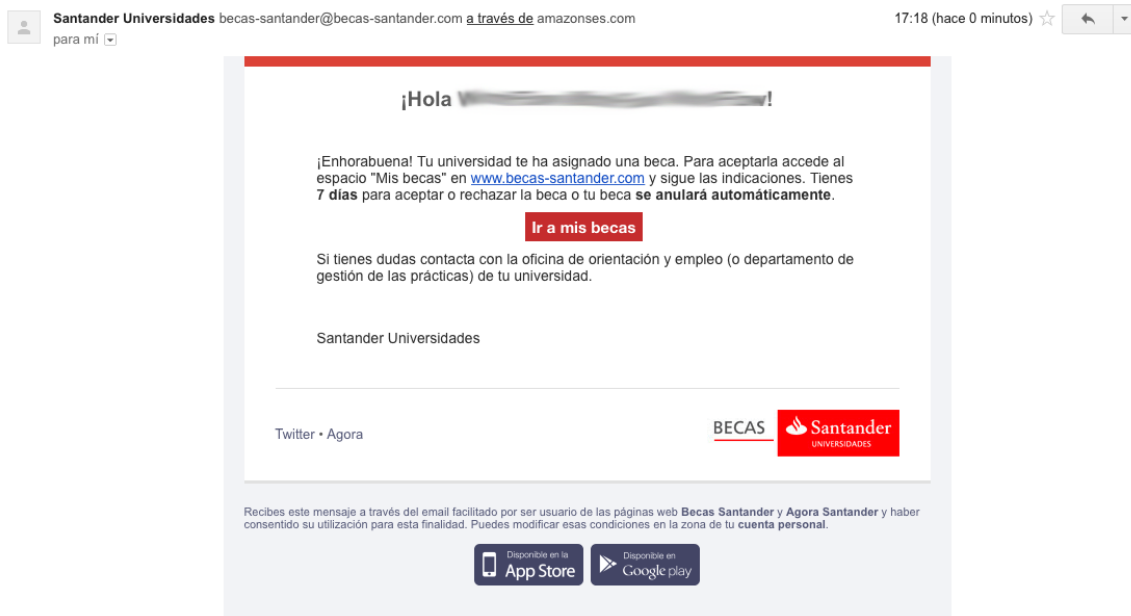 Santander Universidades becas-santander@becas-santander.com a través de amazonses.com
17:18 (hace 0 minutos)
para mí
¡Hola !
¡Enhorabuena! Tu universidad te ha asignado una beca. Para aceptarla accede al
espacio "Mis becas" en www.becas-santander.com y sigue las indicaciones. Tienes
7 días para aceptar o rechazar la beca o tu beca se anulará automáticamente.
Ir a mis becas
Si tienes dudas contacta con la oficina de orientación y empleo (o departamento de
gestión de las prácticas) de tu universidad.
Santander Universidades
Twitter • Agora
BECAS
Santander
UNIVERSIDADES
Recibes este mensaje a través del email facilitado por ser usuario de las páginas web Becas Santander y Agora Santander y haber
consentido su utilización para esta finalidad. Puedes modificar esas condiciones en la zona de tu cuenta personal.
Disponible en la
App Store
Disponible en
Google play